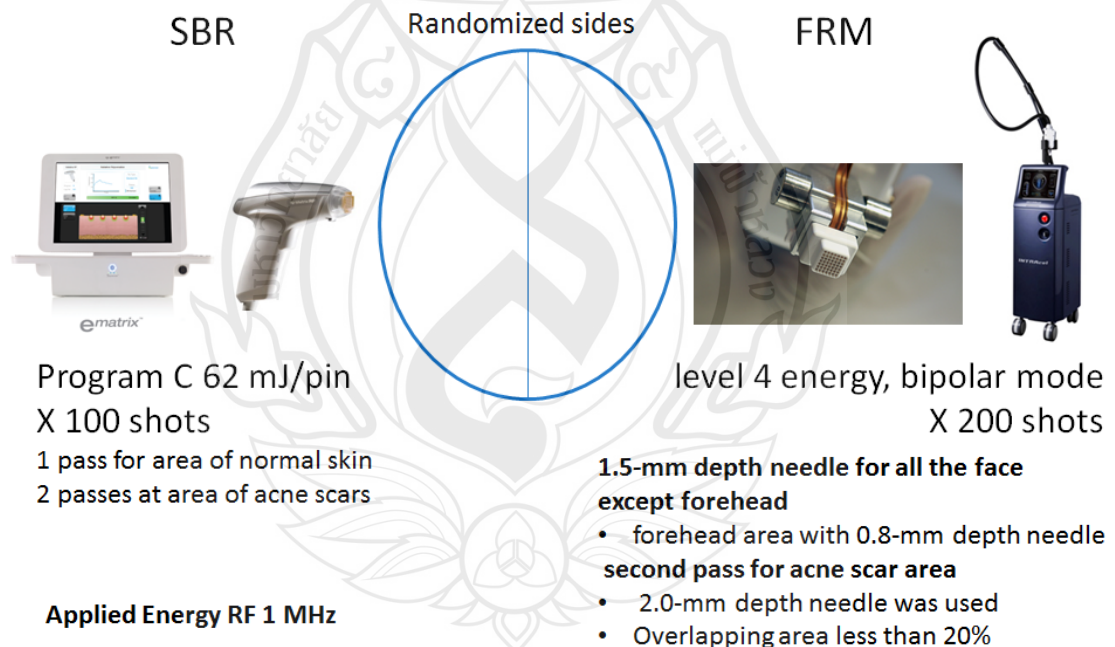 SBR
Randomized sides
FRM
ematrix
Program C 62 mJ/pin
X 100 shots
1 pass for area of normal skin
2 passes at area of acne scars
Applied Energy RF 1 MHz
level 4 energy, bipolar mode
X 200 shots
1.5-mm depth needle for all the face
except forehead
• forehead area with 0.8-mm depth needle
second pass for acne scar area
• 2.0-mm depth needle was used
• Overlapping area less than 20%